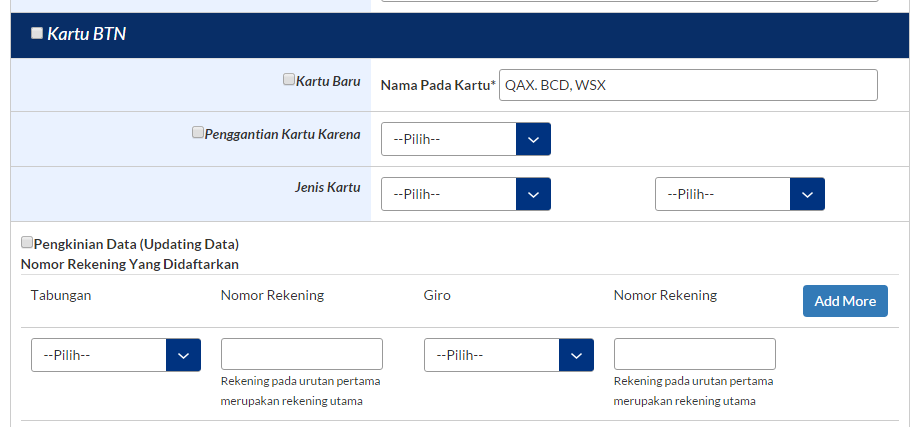 Kartu BTN
Kartu Baru Nama Pada Kartu* QAX. BCD, WSX
Penggantian Kartu Karena --Pilih--
Jenis Kartu --Pilih-- --Pilih--
Pengkinian Data (Updating Data)
Nomor Rekening Yang Didaftarkan
Tabungan Nomor Rekening Giro Nomor Rekening Add More
--Pilih-- --Pilih--
Rekening pada urutan pertama Rekening pada urutan pertama
merupakan rekening utama merupakan rekening utama